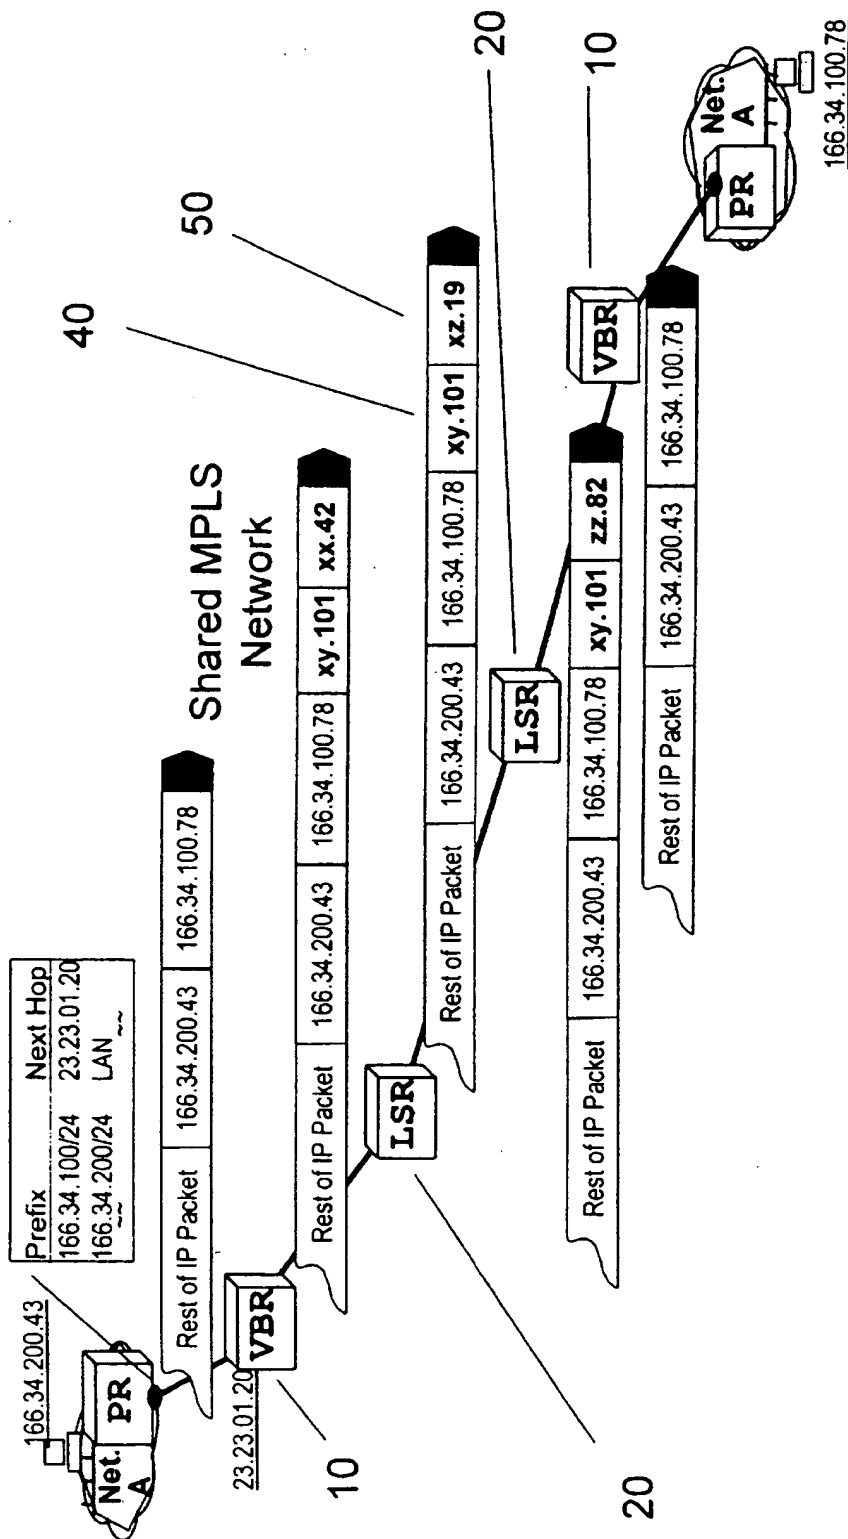 166.34.200.43
Net.
A
PR
Prefix Next Hop
166.34.100/24 23.23.01.20
166.34.200/24 LAN
~~ ~~
23.23.01.20
VBR
10
Rest of IP Packet 166.34.200.43 166.34.100.78
Shared MPLS
Network
Rest of IP Packet 166.34.200.43 166.34.100.78 xy.101 xx.42
LSR
20
40
50
Rest of IP Packet 166.34.200.43 166.34.100.78 xy.101 xz.19
LSR
20
Rest of IP Packet 166.34.200.43 166.34.100.78 xy.101 zz.82
VBR
10
Rest of IP Packet 166.34.200.43 166.34.100.78
PR
Net.
A
166.34.100.78